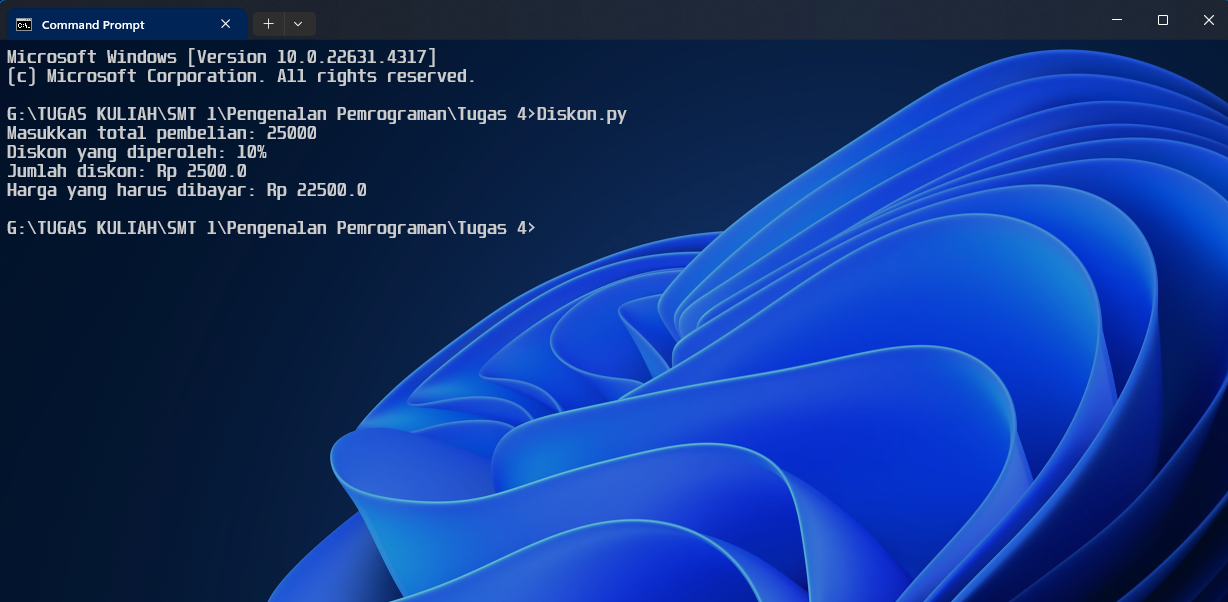 Command Prompt
Microsoft Windows [Version 10.0.22631.4317]
(c) Microsoft Corporation. All rights reserved.
G:\TUGAS KULIAH\SMT 1\Pengenalan Pemrograman\Tugas 4>Diskon.py
Masukkan total pembelian: 25000
Diskon yang diperoleh: 10%
Jumlah diskon: Rp 2500.0
Harga yang harus dibayar: Rp 22500.0
G:\TUGAS KULIAH\SMT 1\Pengenalan Pemrograman\Tugas 4>